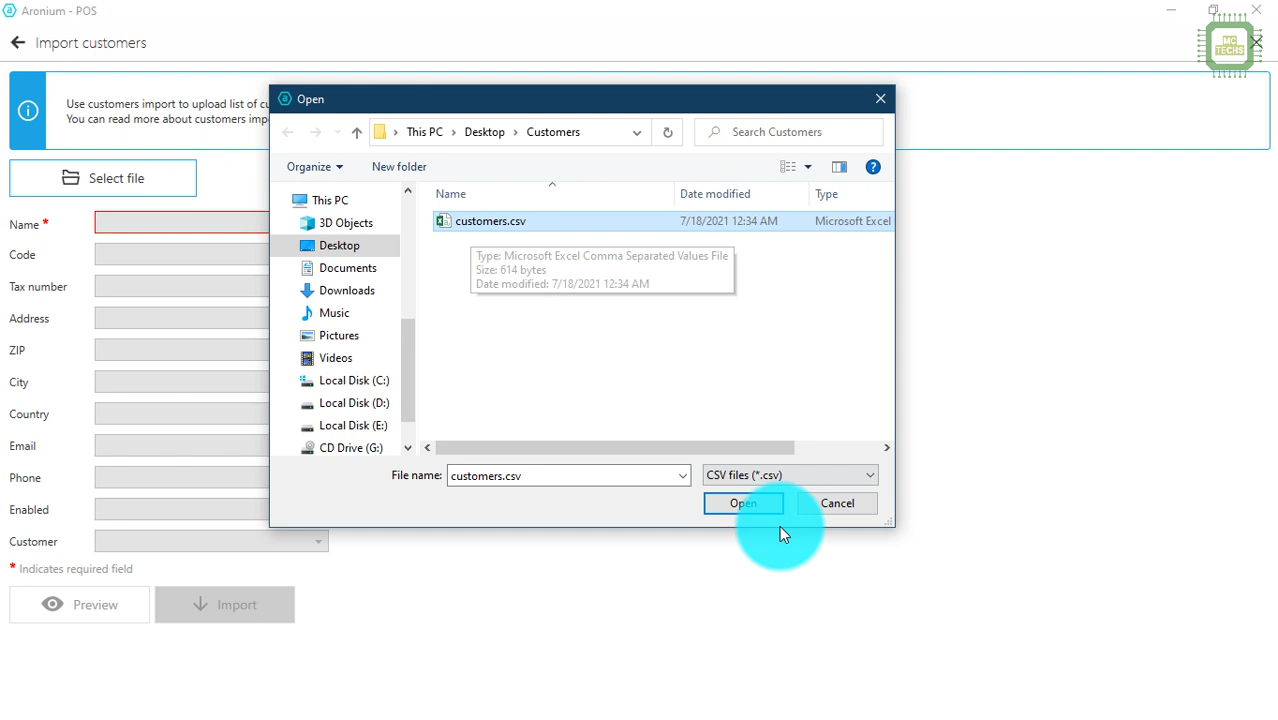 Aronium - POS
Import customers
MC
TECHS
Use customers import to upload list of cu
You can read more about customers imp
Select file
Name *
Code
Tax number
Address
ZIP
City
Country
Email
Phone
Enabled
Customer
* Indicates required field
Preview
Import
Open
This PC
Desktop
Customers
Search Customers
Organize
New folder
This PC
3D Objects
Desktop
Documents
Downloads
Music
Pictures
Videos
Local Disk (C:)
Local Disk (D:)
Local Disk (E:)
CD Drive (G:)
Name
Date modified
Type
customers.csv
7/18/2021 12:34 AM
Microsoft Excel
Type: Microsoft Excel Comma Separated Values File
Size: 614 bytes
Date modified: 7/18/2021 12:34 AM
File name:
customers.csv
CSV files (*.csv)
Open
Cancel